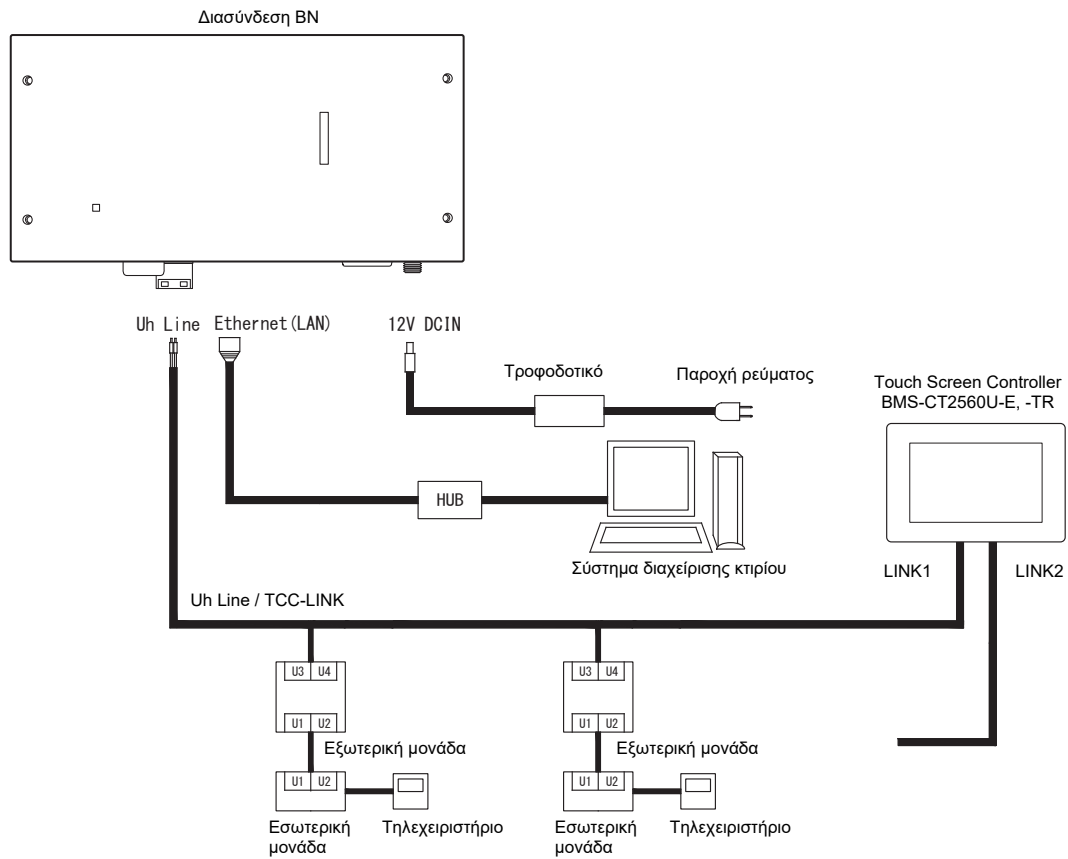 Διασύνδεση BN
Uh Line
Ethernet(LAN)
12V DCIN
Τροφοδοτικό
Παροχή ρεύματος
Touch Screen Controller
BMS-CT2560U-E, -TR
HUB
Σύστημα διαχείρισης κτιρίου
LINK1
LINK2
Uh Line / TCC-LINK
U3 U4
U3 U4
U1 U2
U1 U2
Εξωτερική μονάδα
Εξωτερική μονάδα
U1 U2
U1 U2
Εσωτερική
μονάδα
Τηλεχειριστήριο
Εσωτερική
μονάδα
Τηλεχειριστήριο